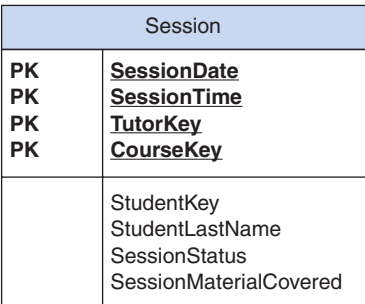 Session
PK SessionDate
PK SessionTime
PK TutorKey
PK CourseKey
StudentKey
StudentLastName
SessionStatus
SessionMaterialCovered